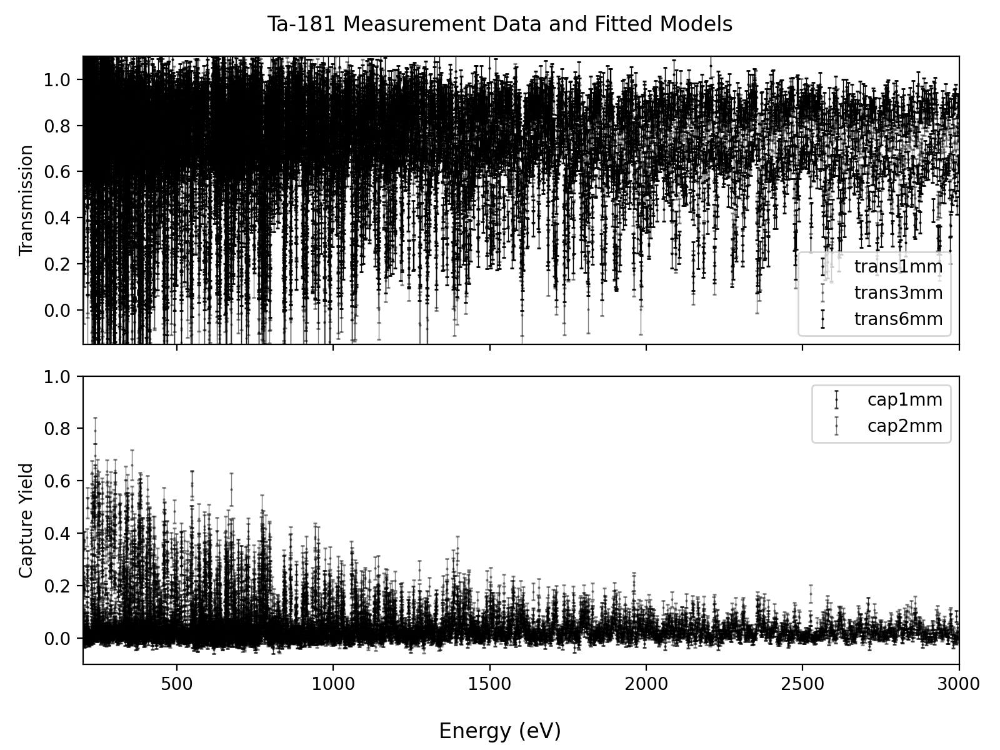 Ta-181 Measurement Data and Fitted Models
Transmission
1.0
0.8
0.6
0.4
0.2
0.0
trans1mm
trans3mm
trans6mm
Capture Yield
1.0
0.8
0.6
0.4
0.2
0.0
cap1mm
cap2mm
500 1000 1500 2000 2500 3000
Energy (eV)